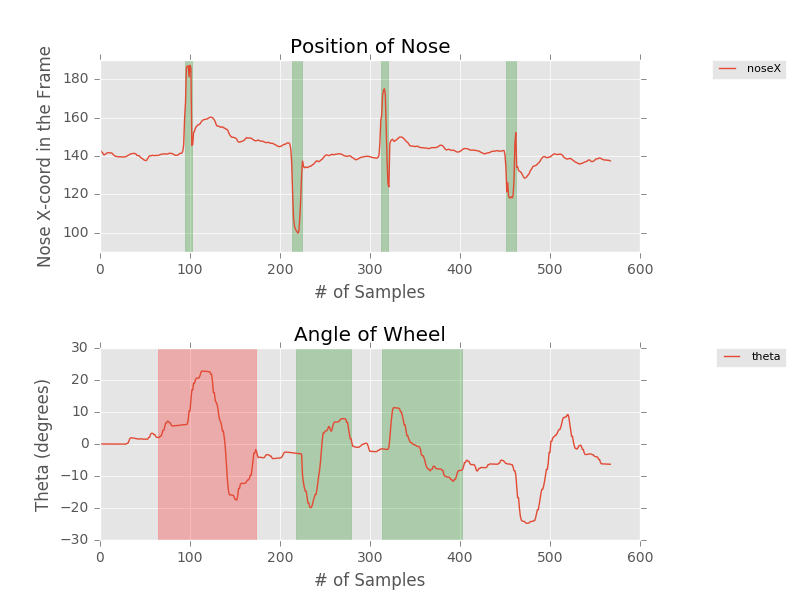 Position of Nose
Nose X-coord in the Frame
180
160
140
120
100
0 100 200 300 400 500 600
# of Samples
noseX
Angle of Wheel
Theta (degrees)
30
20
10
0
−10
−20
−30
0 100 200 300 400 500 600
# of Samples
theta